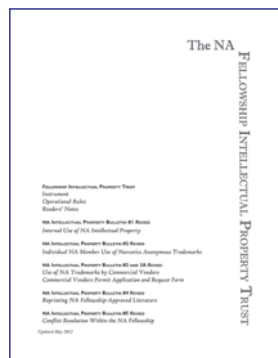 The NA
FELLOWSHIP INTELLECTUAL PROPERTY TRUST
FELLOWSHIP INTELLECTUAL PROPERTY TRUST
Instrument
Operational Rules
Readers' Notes
NA INTELLECTUAL PROPERTY BULLETIN #1 REVISED
Internal Use of NA Intellectual Property
NA INTELLECTUAL PROPERTY BULLETIN #2 REVISED
Individual NA Member Use of Narcotics Anonymous Trademarks
NA INTELLECTUAL PROPERTY BULLETIN #3 AND 3A REVISED
Use of NA Trademarks by Commercial Vendors
Commercial Vendors Permit Application and Request Form
NA INTELLECTUAL PROPERTY BULLETIN #4 REVISED
Reprinting NA Fellowship-Approved Literature
NA INTELLECTUAL PROPERTY BULLETIN #5 REVISED
Conflict Resolution Within the NA Fellowship
Updated May 2022